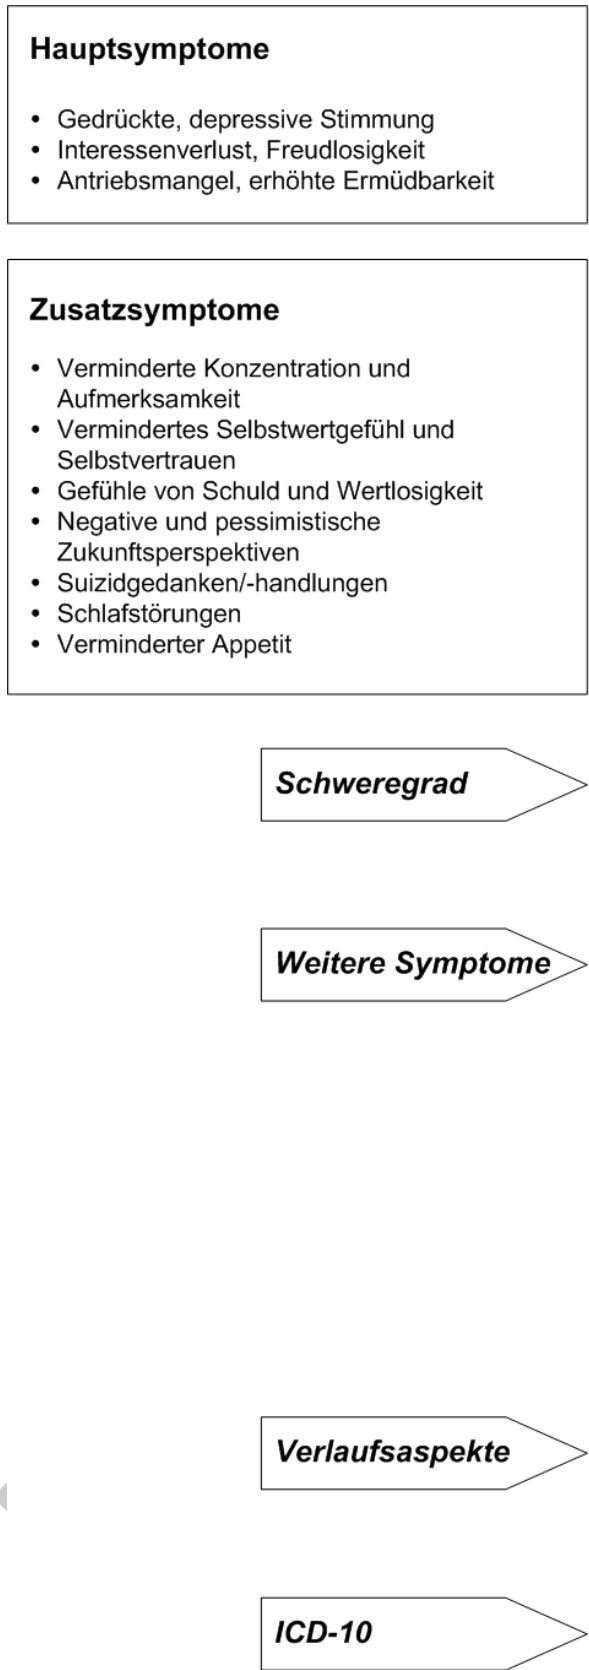 Hauptsymptome
• Gedrückte, depressive Stimmung
• Interessenverlust, Freudlosigkeit
• Antriebsmangel, erhöhte Ermüdbarkeit
Zusatzsymptome
• Verminderte Konzentration und
Aufmerksamkeit
• Vermindertes Selbstwertgefühl und
Selbstvertrauen
• Gefühle von Schuld und Wertlosigkeit
• Negative und pessimistische
Zukunftsperspektiven
• Suizidgedanken/-handlungen
• Schlafstörungen
• Verminderter Appetit
Schweregrad
Weitere Symptome
Verlaufsaspekte
ICD-10